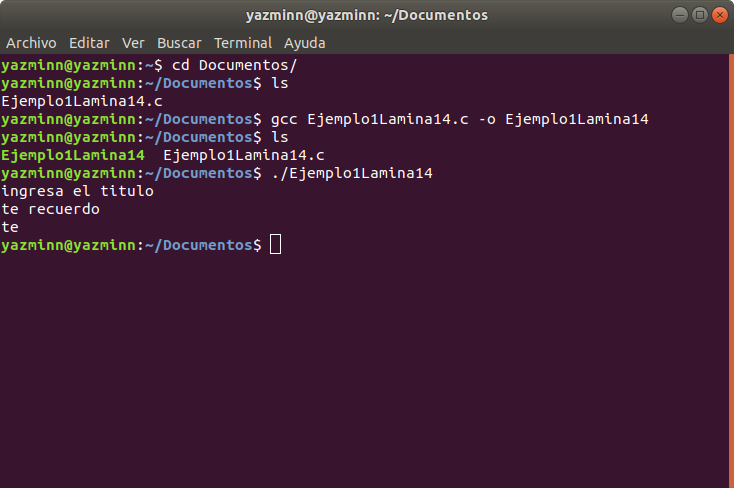 yazminn@yazminn: ~/Documentos
Archivo Editar Ver Buscar Terminal Ayuda
yazminn@yazminn:~$ cd Documentos/
yazminn@yazminn:~/Documentos$ ls
Ejemplo1Lamina14.c
yazminn@yazminn:~/Documentos$ gcc Ejemplo1Lamina14.c -o Ejemplo1Lamina14
yazminn@yazminn:~/Documentos$ ls
Ejemplo1Lamina14  Ejemplo1Lamina14.c
yazminn@yazminn:~/Documentos$ ./Ejemplo1Lamina14
ingresa el titulo
te recuerdo
te
yazminn@yazminn:~/Documentos$